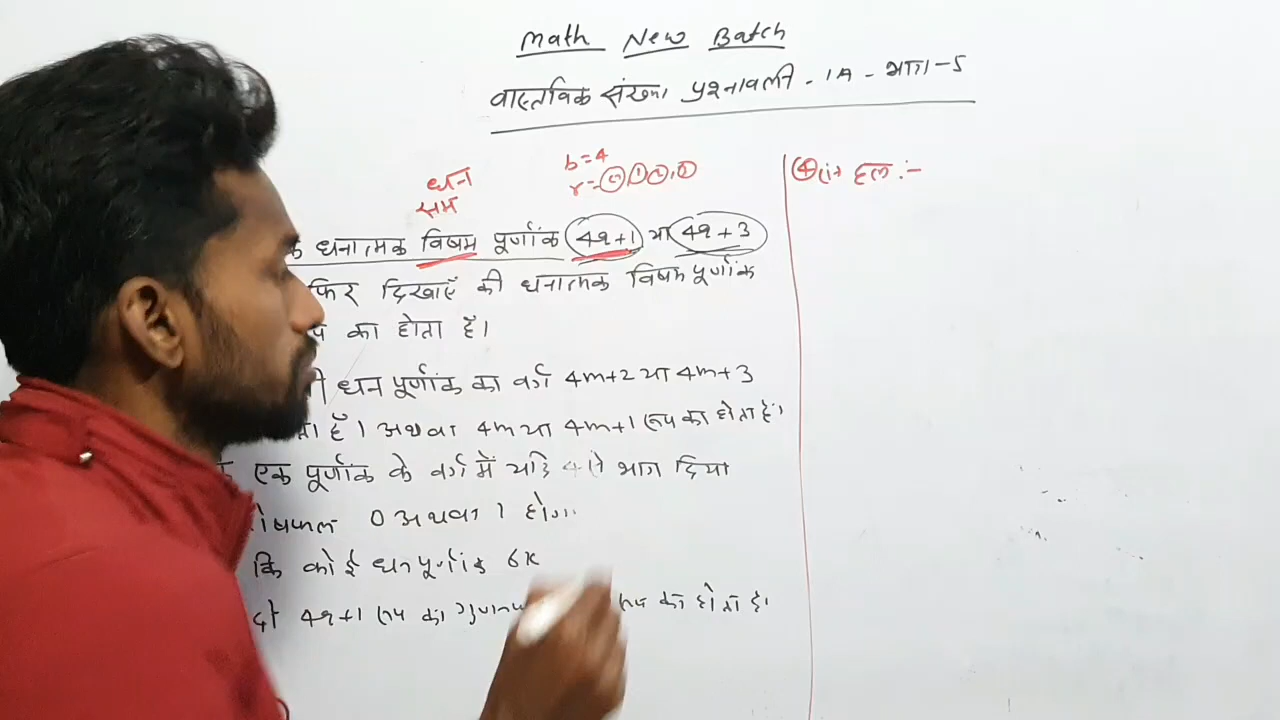 Math New Batch
वास्तविक संख्या प्रश्नावली - 1A - भाग - 5
धन
सम
b = 4
r =
धनात्मक विषम पूर्णांक 4q+1 या 4q+3
फिर दिखाएँ की धनात्मक विषम पूर्णांक
का होता है।
धन पूर्णांक का वर्ग 4m+2 या 4m+3
है। अथवा 4m या 4m+1 रूप का होता है।
एक पूर्णांक के वर्ग में यदि 4 से भाग दिया
0 अथवा 1 होगा
कि कोई धन पूर्णांक 6x
4q+1 रूप का का होता है।
④(i) हल :-